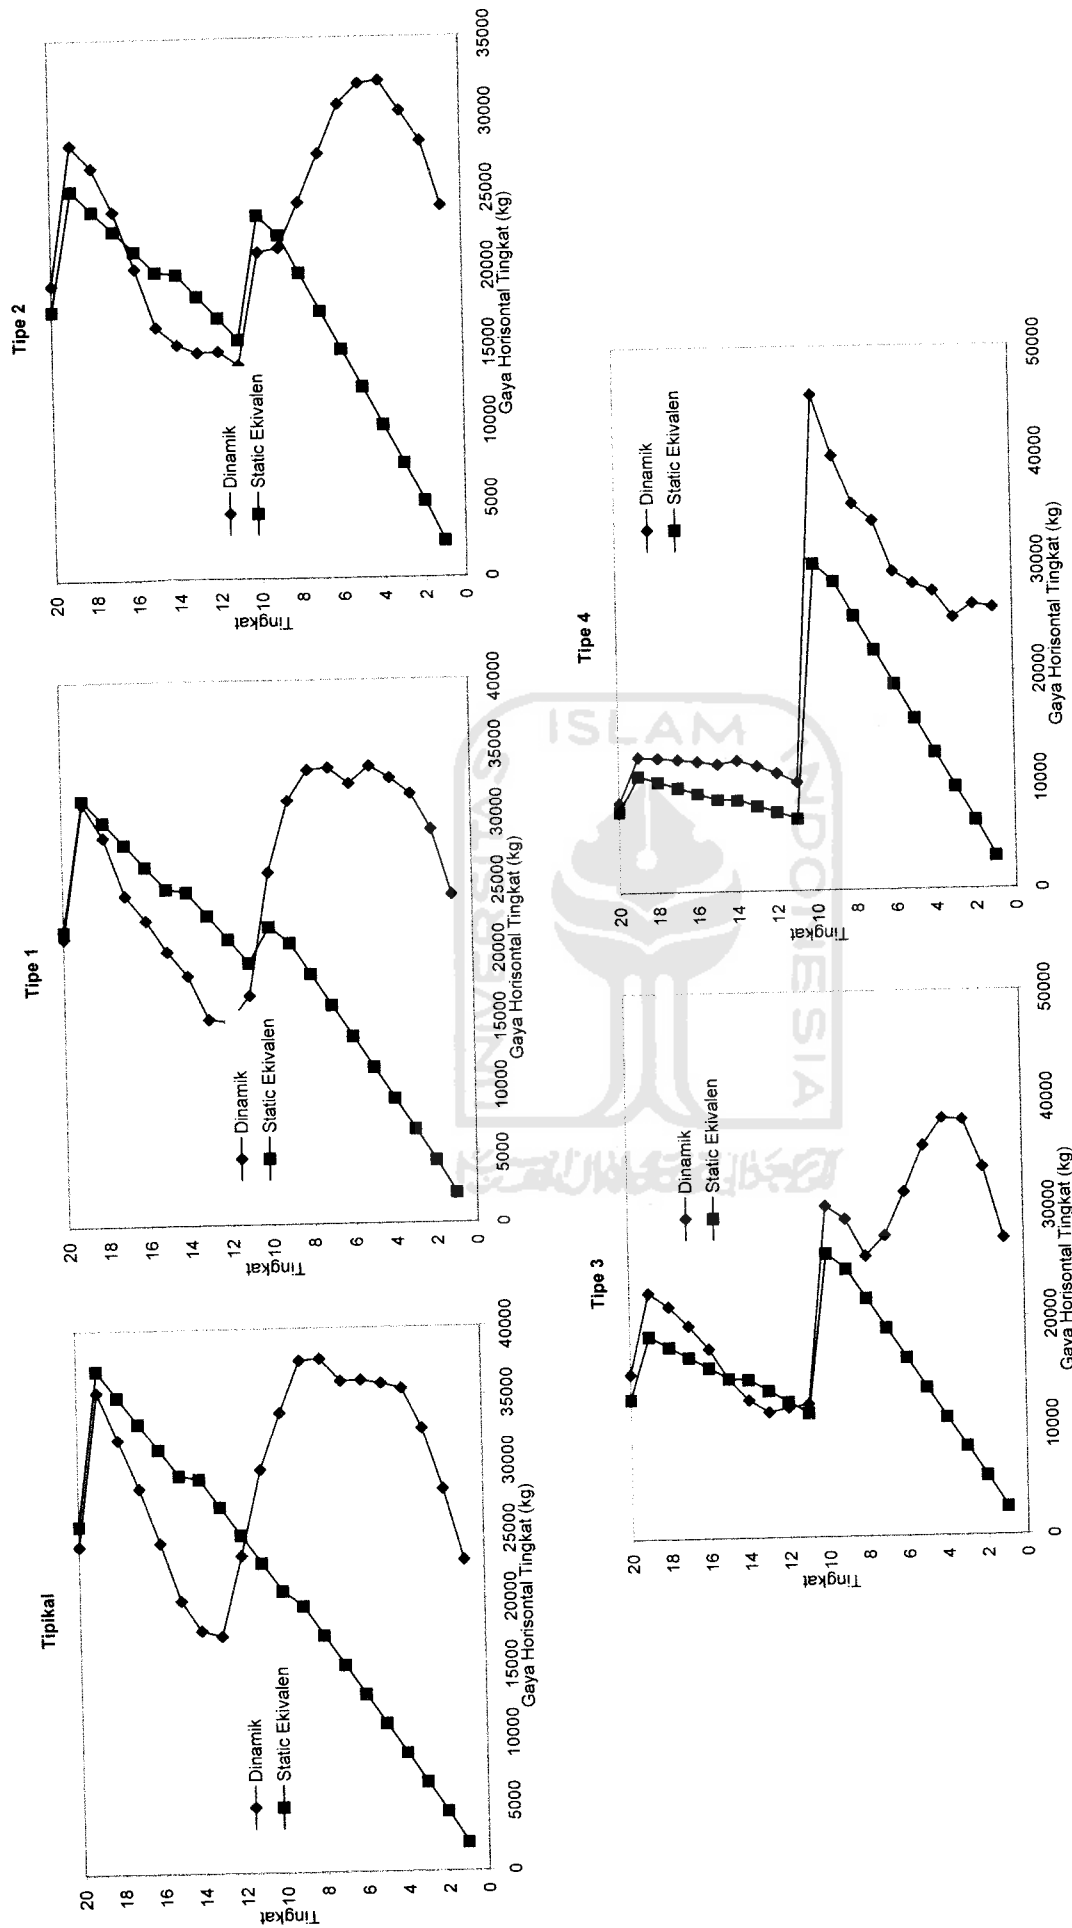 Tipikal
20
18
16
14
12
10
8
6
4
2
0
Tingkat
Dinamik
Static Ekivalen
0 5000 10000 15000 20000 25000 30000 35000 40000
Gaya Horisontal Tingkat (kg)
Tipe 1
20
18
16
14
12
10
8
6
4
2
0
Tingkat
Dinamik
Static Ekivalen
0 5000 10000 15000 20000 25000 30000 35000 40000
Gaya Horisontal Tingkat (kg)
Tipe 2
20
18
16
14
12
10
8
6
4
2
0
Tingkat
Dinamik
Static Ekivalen
0 5000 10000 15000 20000 25000 30000 35000
Gaya Horisontal Tingkat (kg)
Tipe 3
20
18
16
14
12
10
8
6
4
2
0
Tingkat
Dinamik
Static Ekivalen
0 10000 20000 30000 40000 50000
Gaya Horisontal Tingkat (kg)
Tipe 4
20
18
16
14
12
10
8
6
4
2
0
Tingkat
Dinamik
Static Ekivalen
0 10000 20000 30000 40000 50000
Gaya Horisontal Tingkat (kg)
UNIVERSITAS
ISLAM
INDONESIA